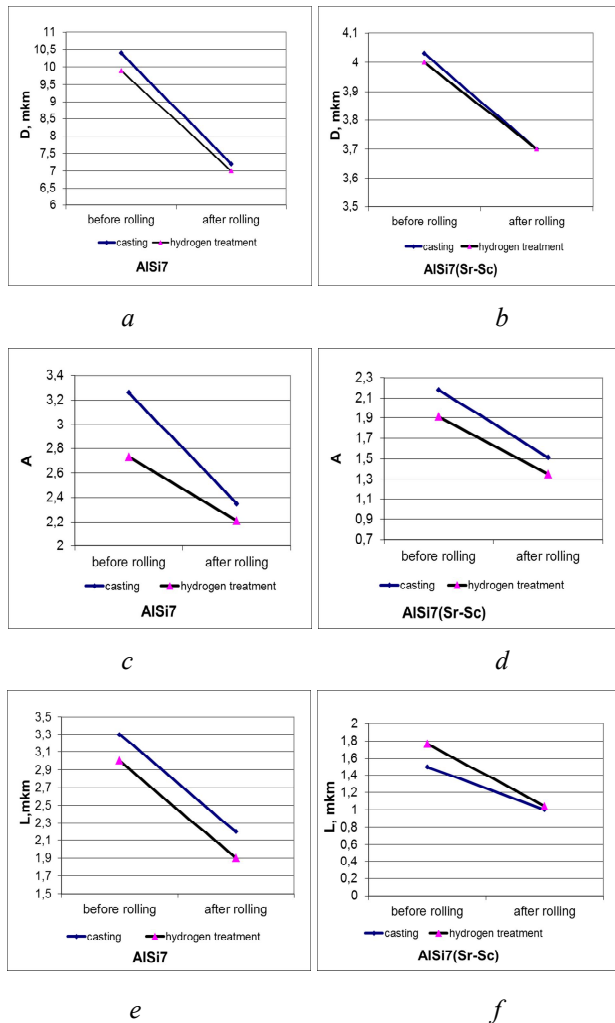 11
10,5
10
9,5
9
8,5
8
7,5
7
6,5
6
D, mkm
before rolling after rolling
casting hydrogen treatment
AlSi7
4,1
4
3,9
3,8
3,7
3,6
3,5
D, mkm
before rolling after rolling
casting hydrogen treatment
AlSi7(Sr-Sc)
a b
3,4
3,2
3
2,8
2,6
2,4
2,2
2
A
before rolling after rolling
casting hydrogen treatment
AlSi7
2,3
2,1
1,9
1,7
1,5
1,3
1,1
0,9
0,7
A
before rolling after rolling
casting hydrogen treatment
AlSi7(Sr-Sc)
c d
3,5
3,3
3,1
2,9
2,7
2,5
2,3
2,1
1,9
1,7
1,5
L,mkm
before rolling after rolling
casting hydrogen treatment
AlSi7
2
1,8
1,6
1,4
1,2
1
0,8
0,6
0,4
0,2
0
L, mkm
before rolling after rolling
casting hydrogen treatment
AlSi7(Sr-Sc)
e f